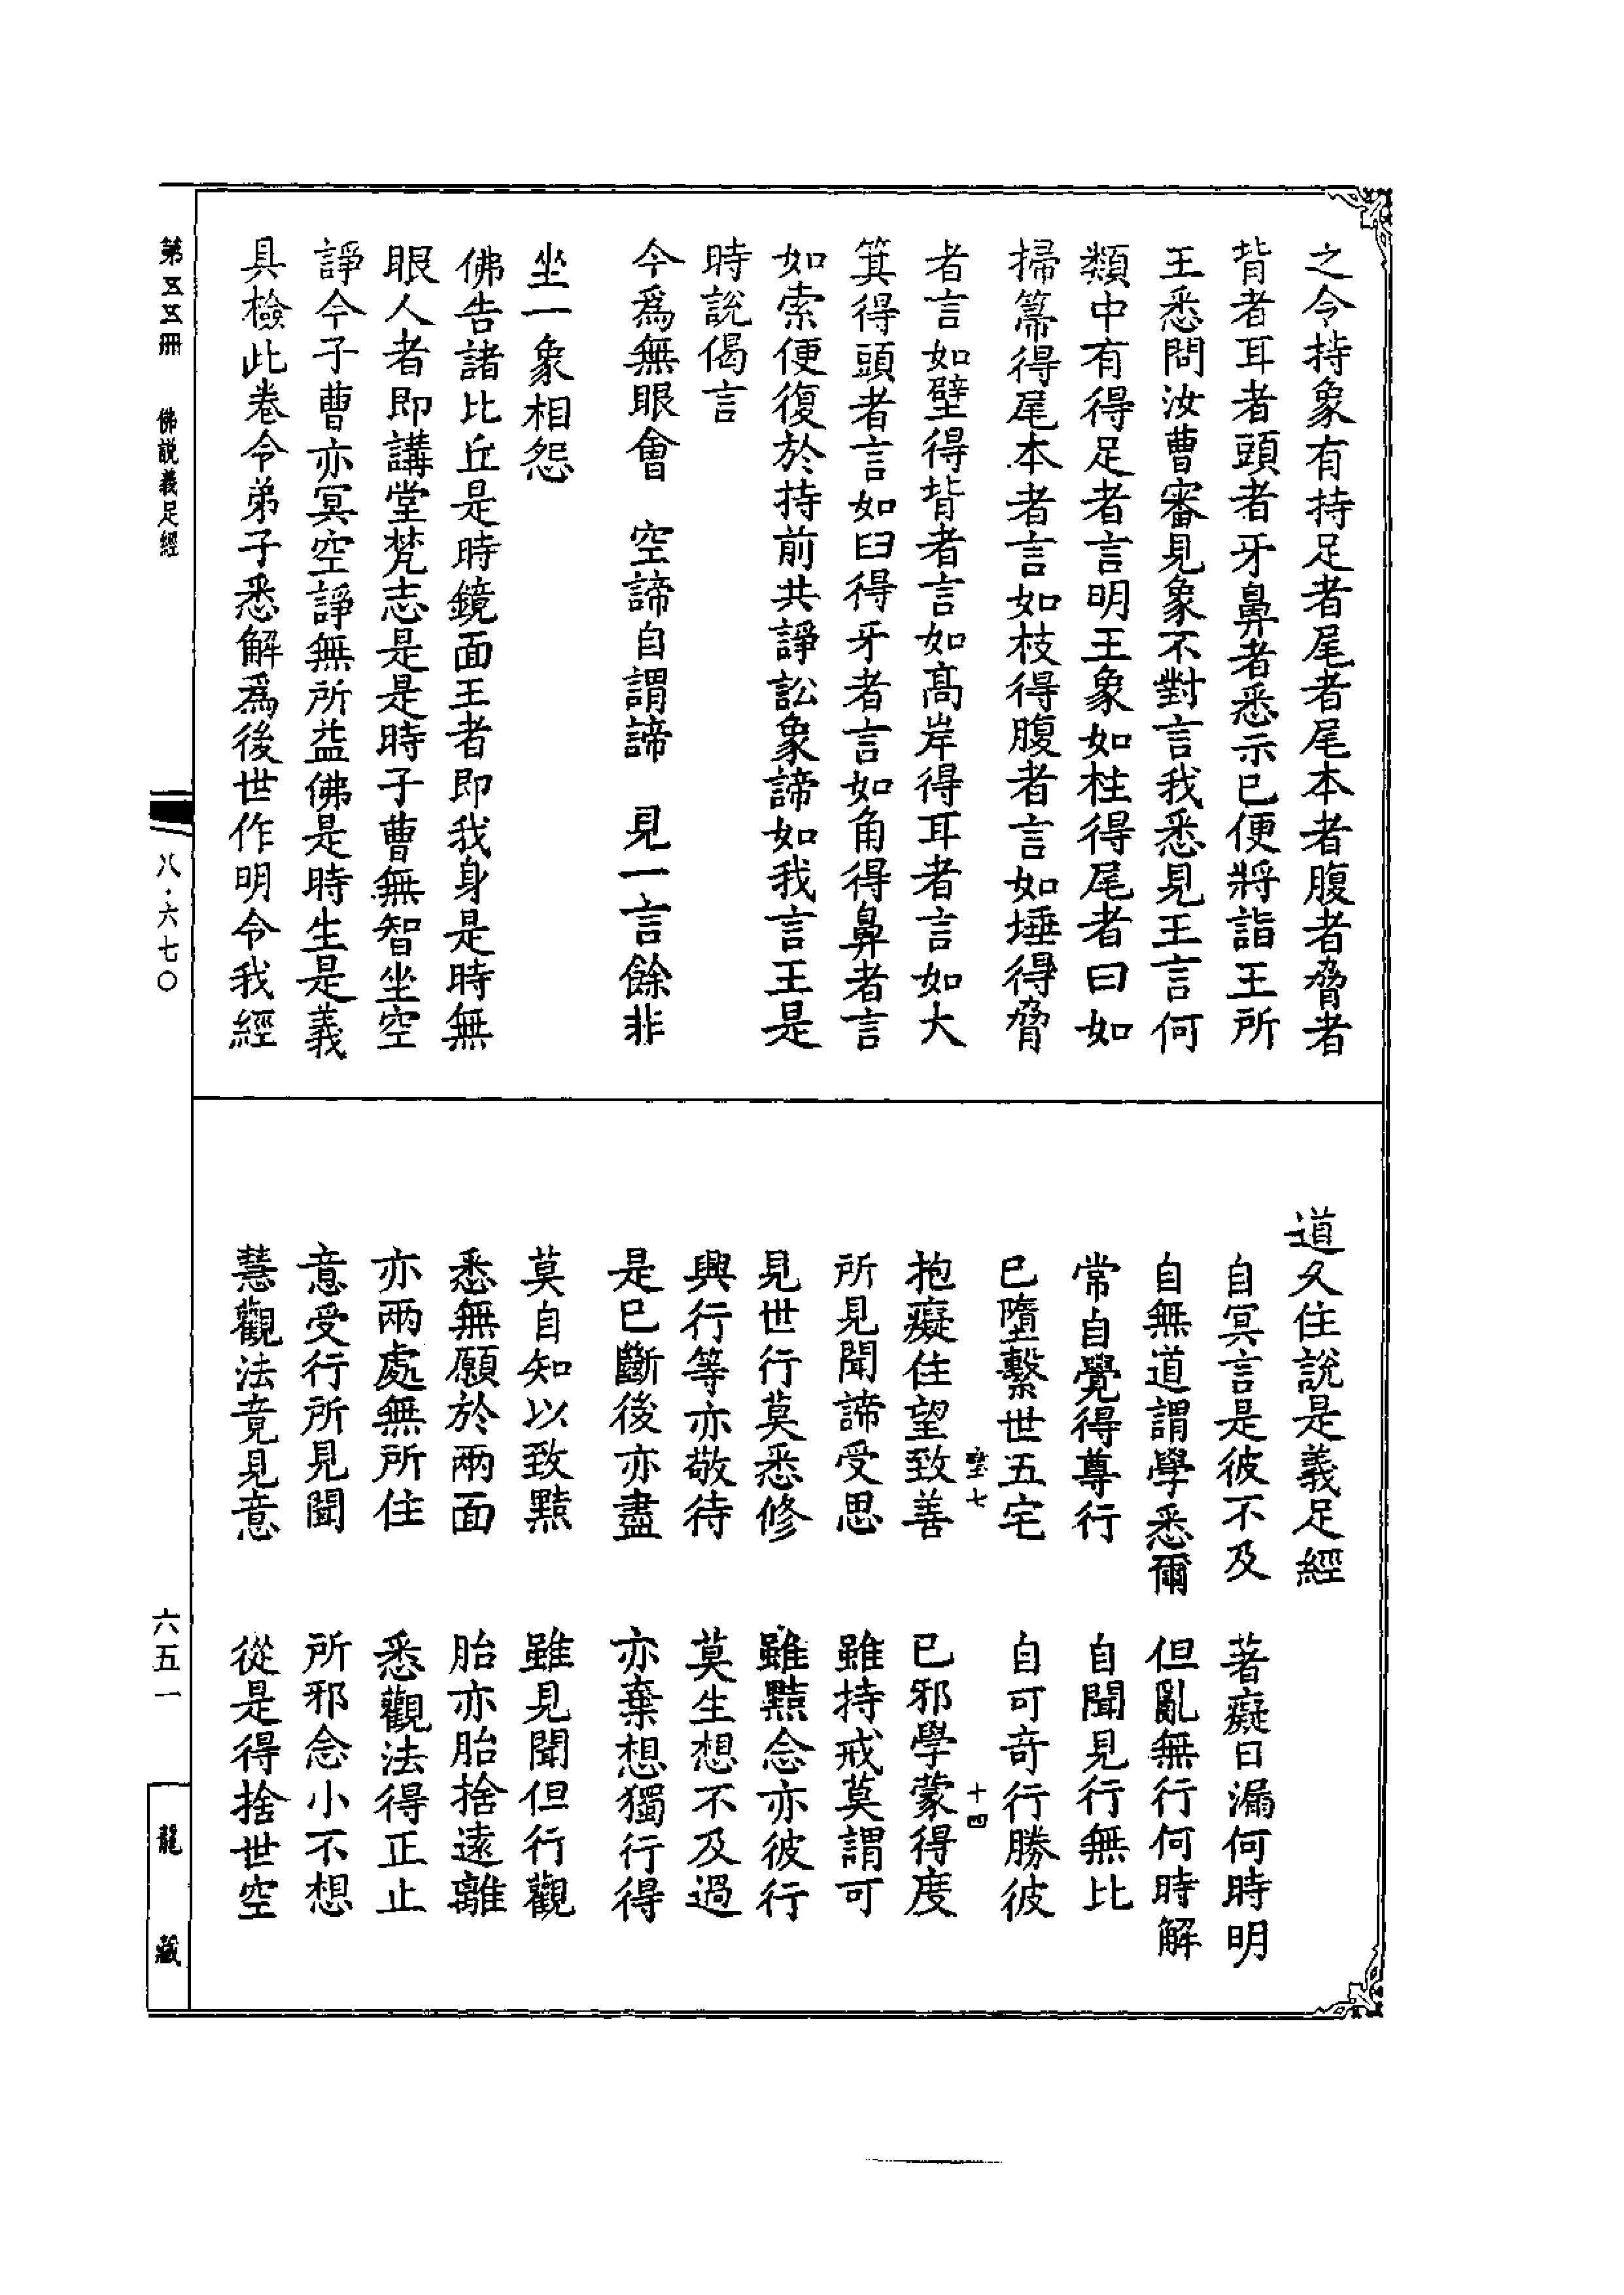 之令持象有持足者尾者尾本者腹者脅者
背者耳者頭者牙鼻者悉示已便將詣王所
王悉問汝曹審見象不對言我悉見王言何
類中有得足者言明王象如柱得尾者曰如
掃箒得尾本者言如枝得腹者言如埵得脅
者言如壁得背者言如髙岸得耳者言如大
箕得頭者言如臼得牙者言如角得鼻者言
如索便復於持前共諍訟象諦如我言王是
時説偈言
今爲無眼會　空諦自謂諦　見一言餘非
坐一象相怨
佛告諸比丘是時鏡面王者即我身是時無
眼人者即講堂梵志是是時子曹無智坐空
諍今子曹亦冥空諍無所益佛是時生是義
具檢此卷令弟子悉解爲後世作明令我經
道久住説是義足經
自冥言是彼不及　著癡日漏何時明
自無道謂學悉爾　但亂無行何時解
常自覺得尊行　自聞見行無比
已墮繫世五宅　自可奇行勝彼
抱癡住望致善　已邪學蒙得度
所見聞諦受思　雖持戒莫謂可
見世行莫悉修　雖黠念亦彼行
與行等亦敬待　莫生想不及過
是已斷後亦盡　亦棄想獨行得
莫自知以致黠　雖見聞但行觀
悉無願於兩面　胎亦胎捨遠離
亦兩處無所住　悉觀法得正止
意受行所見聞　所邪念小不想
慧觀法竟見意　從是得捨世空
七　十四
第五五冊　佛説義足經　八·六七〇　六五一　龍藏